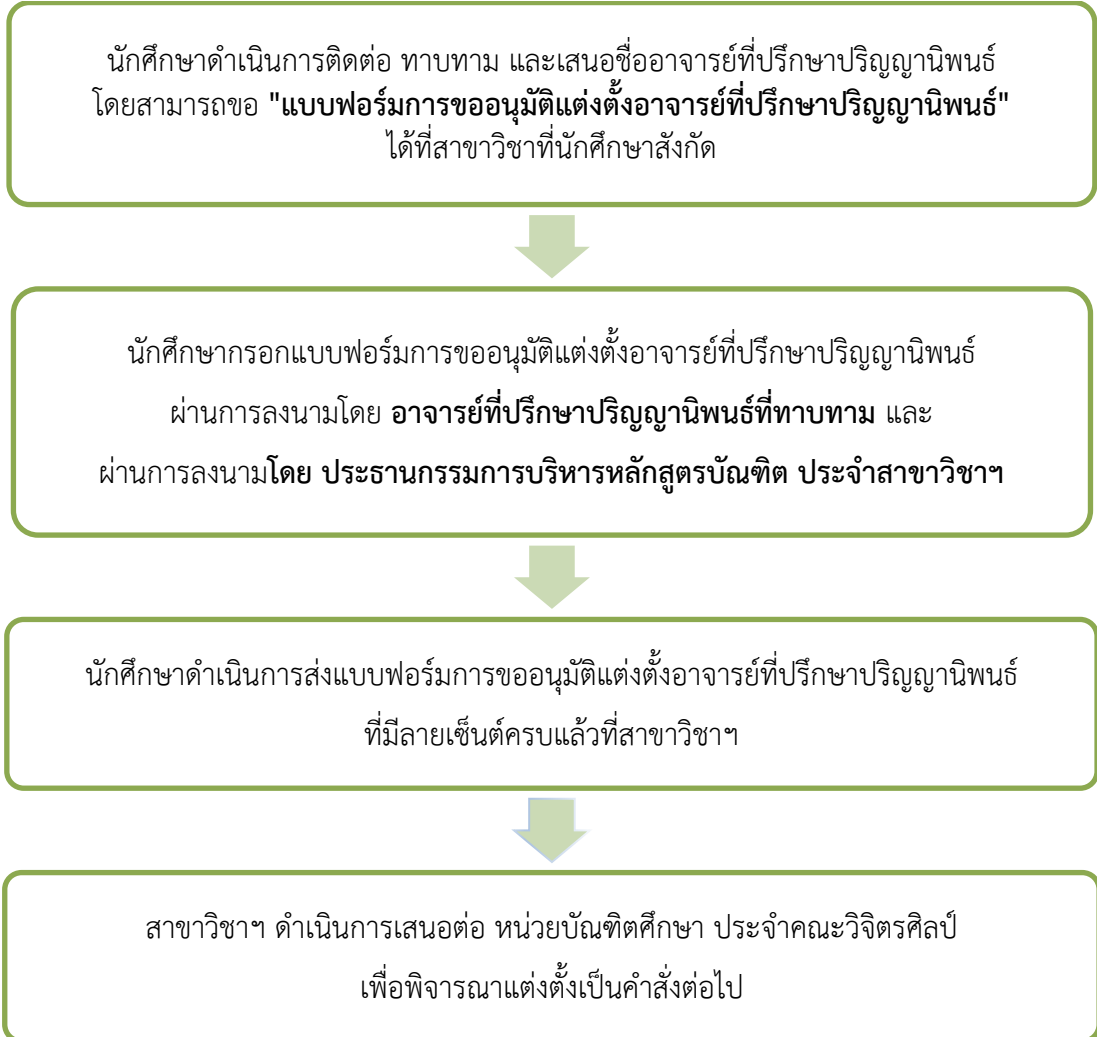 นักศึกษาดำเนินการติดต่อ ทาบทาม และเสนอชื่ออาจารย์ที่ปรึกษาปริญญานิพนธ์
โดยสามารถขอ "แบบฟอร์มการขออนุมัติแต่งตั้งอาจารย์ที่ปรึกษาปริญญานิพนธ์"
ได้ที่สาขาวิชาที่นักศึกษาสังกัด
นักศึกษากรอกแบบฟอร์มการขออนุมัติแต่งตั้งอาจารย์ที่ปรึกษาปริญญานิพนธ์
ผ่านการลงนามโดย อาจารย์ที่ปรึกษาปริญญานิพนธ์ที่ทาบทาม และ
ผ่านการลงนามโดย ประธานกรรมการบริหารหลักสูตรบัณฑิต ประจำสาขาวิชาฯ
นักศึกษาดำเนินการส่งแบบฟอร์มการขออนุมัติแต่งตั้งอาจารย์ที่ปรึกษาปริญญานิพนธ์
ที่มีลายเซ็นต์ครบแล้วที่สาขาวิชาฯ
สาขาวิชาฯ ดำเนินการเสนอต่อ หน่วยบัณฑิตศึกษา ประจำคณะวิจิตรศิลป์
เพื่อพิจารณาแต่งตั้งเป็นคำสั่งต่อไป